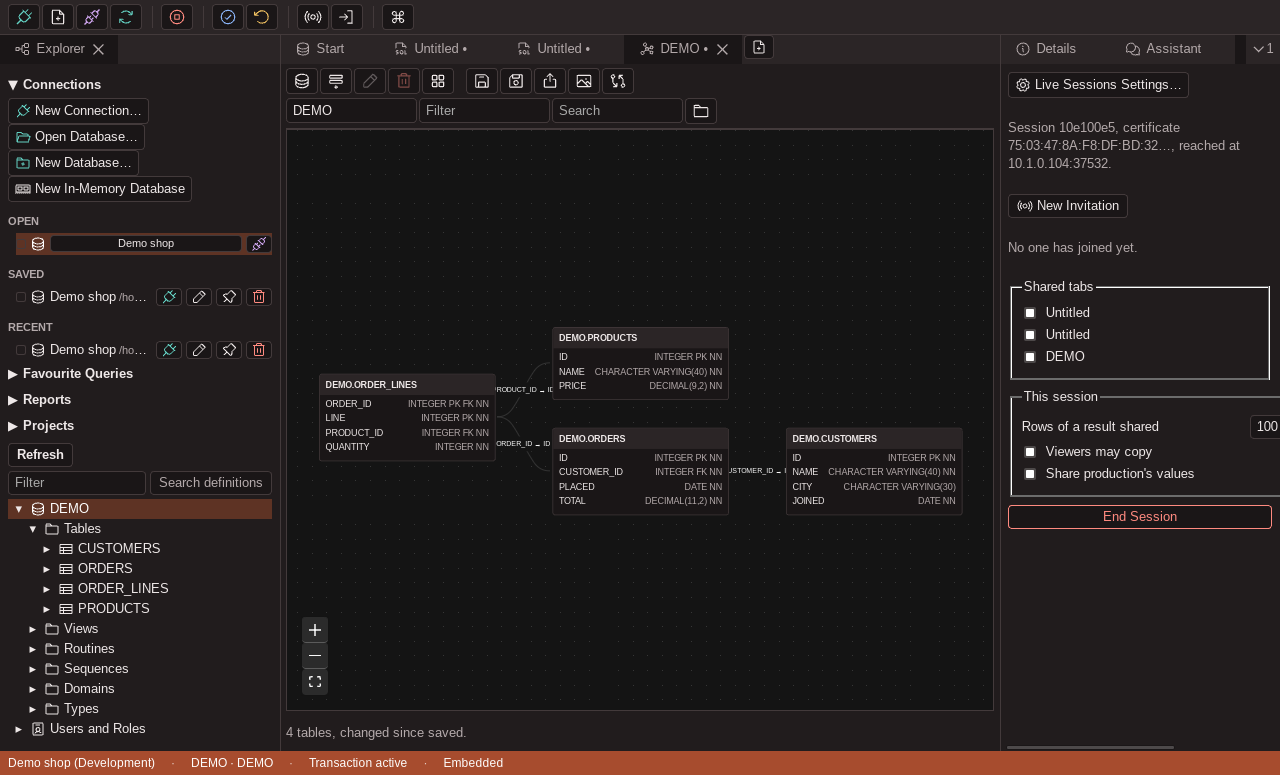 Explorer
Start
Untitled •
Untitled •
DEMO •
Details
Assistant
1
Connections
New Connection…
Open Database…
New Database…
New In-Memory Database
OPEN
Demo shop
SAVED
Demo shop /ho…
RECENT
Demo shop /ho…
Favourite Queries
Reports
Projects
Refresh
Filter
Search definitions
DEMO
Tables
CUSTOMERS
ORDERS
ORDER_LINES
PRODUCTS
Views
Routines
Sequences
Domains
Types
Users and Roles
DEMO
Filter
Search
DEMO.PRODUCTS
ID INTEGER PK NN
NAME CHARACTER VARYING(40) NN
PRICE DECIMAL(9,2) NN
DEMO.ORDER_LINES
ORDER_ID INTEGER PK FK NN
LINE INTEGER PK NN
PRODUCT_ID INTEGER FK NN
QUANTITY INTEGER NN
DEMO.ORDERS
ID INTEGER PK NN
CUSTOMER_ID INTEGER FK NN
PLACED DATE NN
TOTAL DECIMAL(11,2) NN
DEMO.CUSTOMERS
ID INTEGER PK NN
NAME CHARACTER VARYING(40) NN
CITY CHARACTER VARYING(30)
JOINED DATE NN
4 tables, changed since saved.
Live Sessions Settings…
Session 10e100e5, certificate
75:03:47:8A:F8:DF:BD:32…, reached at
10.1.0.104:37532.
New Invitation
No one has joined yet.
Shared tabs
Untitled
Untitled
DEMO
This session
Rows of a result shared 100
Viewers may copy
Share production's values
End Session
Demo shop (Development) · DEMO · DEMO · Transaction active · Embedded